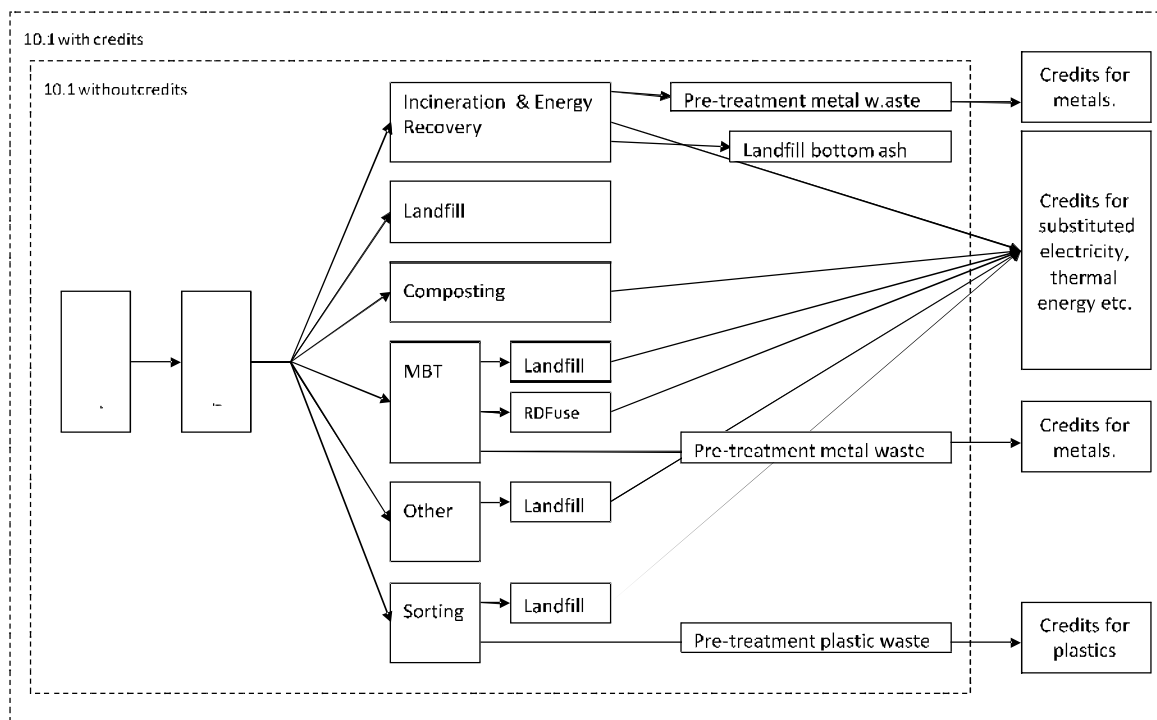 10.1 with credits
10.1 withoutcredits
Incineration & Energy
Recovery
Pre-treatment metal w.aste
Credits for
metals.
Landfill bottom ash
Landfill
Credits for
substituted
electricity,
thermal
energy etc.
Composting
MBT
Landfill
RDFuse
Pre-treatment metal waste
Credits for
metals.
Other
Landfill
Sorting
Landfill
Pre-treatment plastic waste
Credits for
plastics